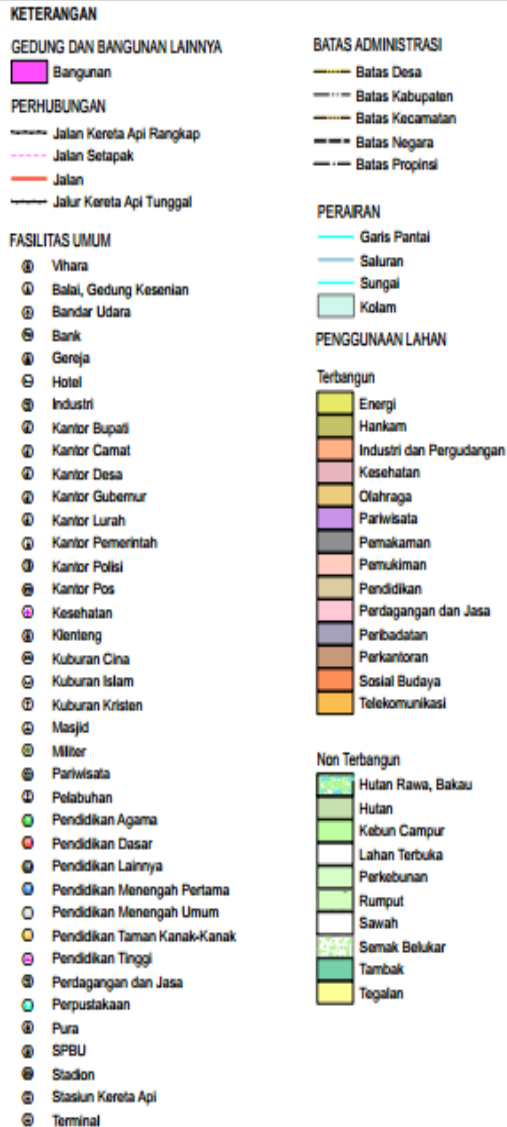 KETERANGAN
GEDUNG DAN BANGUNAN LAINNYA
Bangunan
PERHUBUNGAN
Jalan Kereta Api Rangkap
Jalan Setapak
Jalan
Jalur Kereta Api Tunggal
FASILITAS UMUM
Vihara
Balai, Gedung Kesenian
Bandar Udara
Bank
Gereja
Hotel
Industri
Kantor Bupati
Kantor Camat
Kantor Desa
Kantor Gubernur
Kantor Lurah
Kantor Pemerintah
Kantor Polisi
Kantor Pos
Kesehatan
Klenteng
Kuburan Cina
Kuburan Islam
Kuburan Kristen
Masjid
Militer
Pariwisata
Pelabuhan
Pendidikan Agama
Pendidikan Dasar
Pendidikan Lainnya
Pendidikan Menengah Pertama
Pendidikan Menengah Umum
Pendidikan Taman Kanak-Kanak
Pendidikan Tinggi
Perdagangan dan Jasa
Perpustakaan
Pura
SPBU
Stadion
Stasiun Kereta Api
Terminal
BATAS ADMINISTRASI
Batas Desa
Batas Kabupaten
Batas Kecamatan
Batas Negara
Batas Propinsi
PERAIRAN
Garis Pantai
Saluran
Sungai
Kolam
PENGGUNAAN LAHAN
Terbangun
Energi
Hankam
Industri dan Pergudangan
Kesehatan
Olahraga
Pariwisata
Pemakaman
Pemukiman
Pendidikan
Perdagangan dan Jasa
Peribadatan
Perkantoran
Sosial Budaya
Telekomunikasi
Non Terbangun
Hutan Rawa, Bakau
Hutan
Kebun Campur
Lahan Terbuka
Perkebunan
Rumput
Sawah
Semak Belukar
Tambak
Tegalan